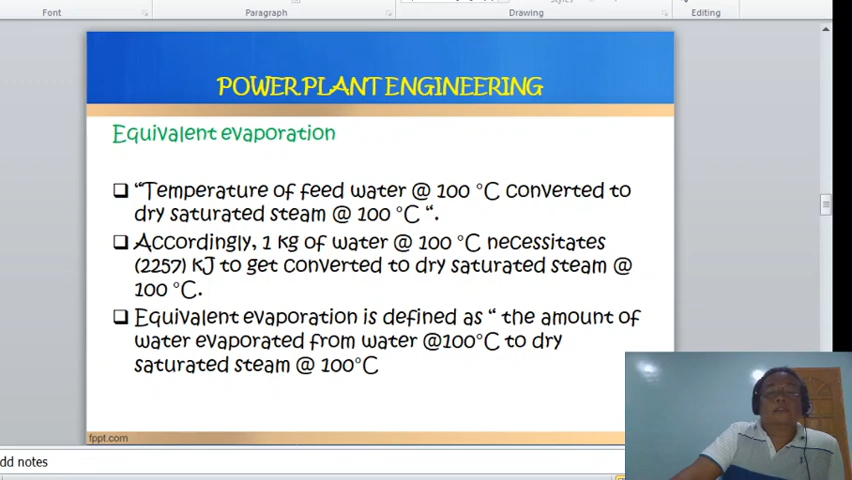 Font
Paragraph
Drawing
Editing
POWER PLANT ENGINEERING
Equivalent evaporation
❑ “Temperature of feed water @ 100 °C converted to
dry saturated steam @ 100 °C “.
❑ Accordingly, 1 kg of water @ 100 °C necessitates
(2257) kJ to get converted to dry saturated steam @
100 °C.
❑ Equivalent evaporation is defined as “ the amount of
water evaporated from water @100°C to dry
saturated steam @ 100°C
fppt.com
dd notes